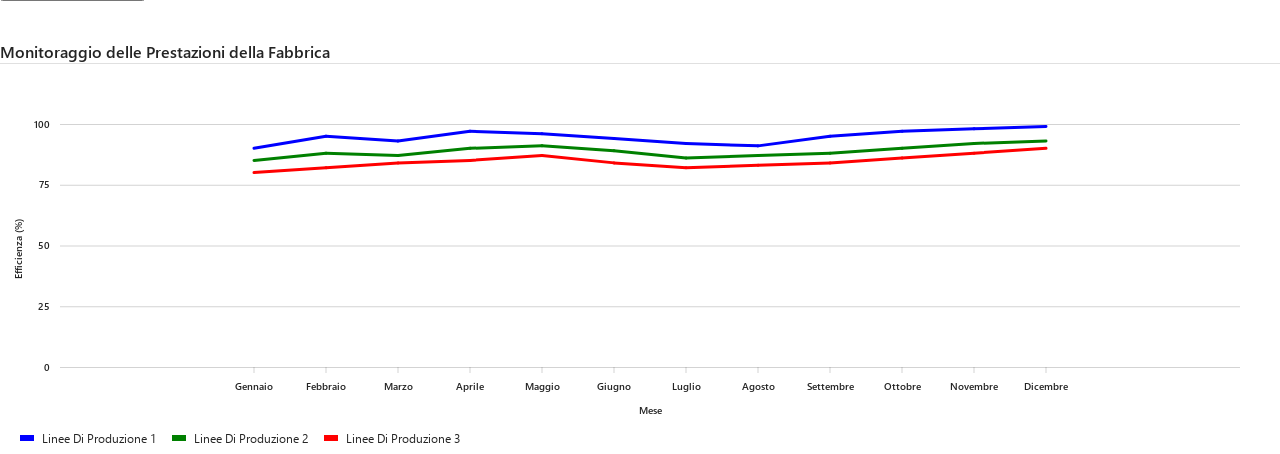 Monitoraggio delle Prestazioni della Fabbrica
100
75
50
25
0
Efficienza (%)
Gennaio Febbraio Marzo Aprile Maggio Giugno Luglio Agosto Settembre Ottobre Novembre Dicembre
Mese
Linee Di Produzione 1 Linee Di Produzione 2 Linee Di Produzione 3